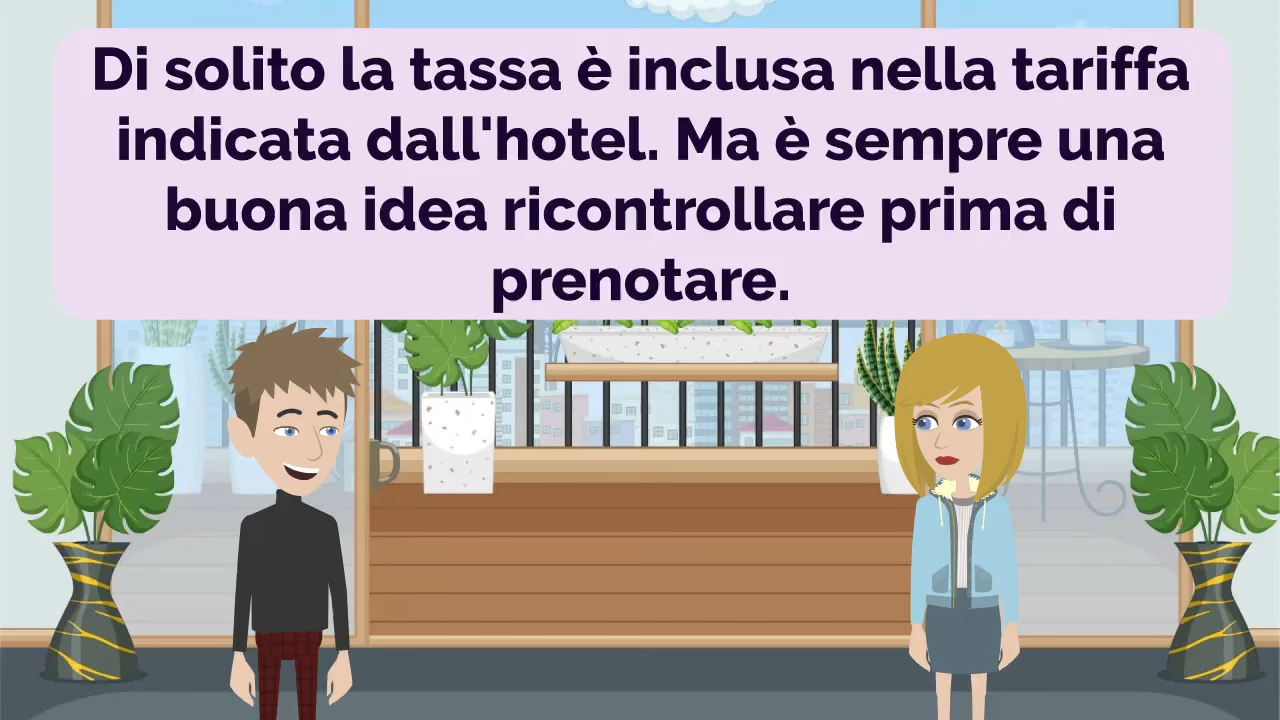 Di solito la tassa è inclusa nella tariffa
indicata dall'hotel. Ma è sempre una
buona idea ricontrollare prima di
prenotare.